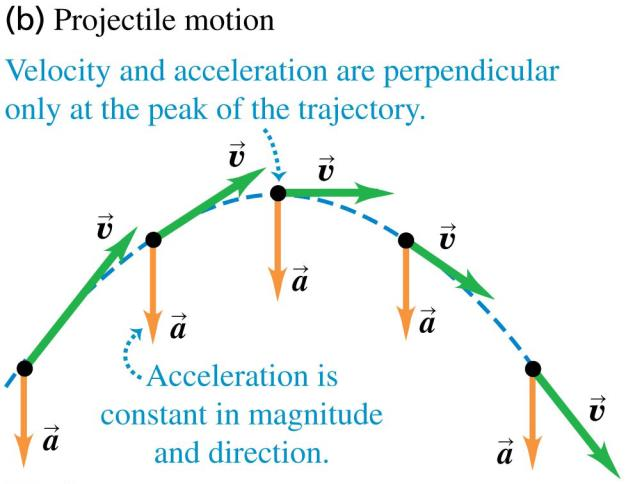 (b) Projectile motion
Velocity and acceleration are perpendicular
only at the peak of the trajectory.
v⃗
v⃗
v⃗
v⃗
v⃗
a⃗
a⃗
a⃗
a⃗
a⃗
Acceleration is
constant in magnitude
and direction.